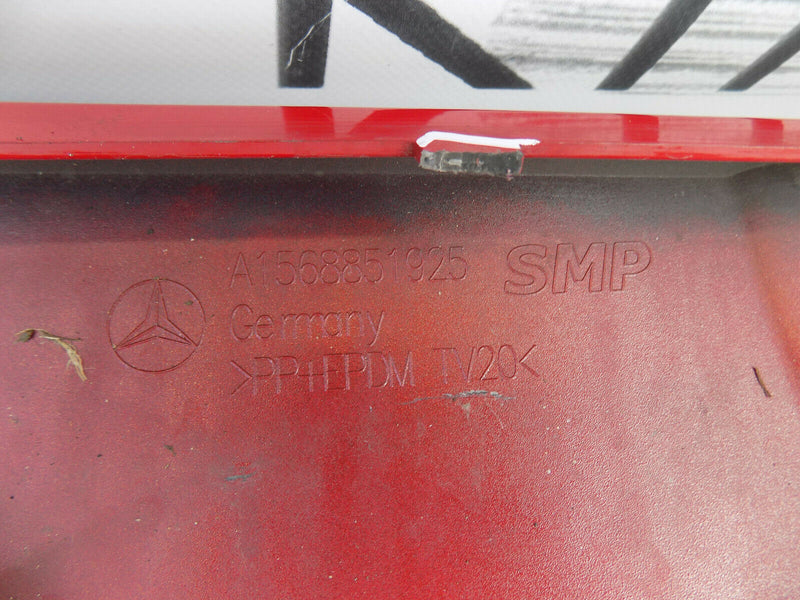 A1568851925
SMP
Germany
>PP+EPDM TV20<